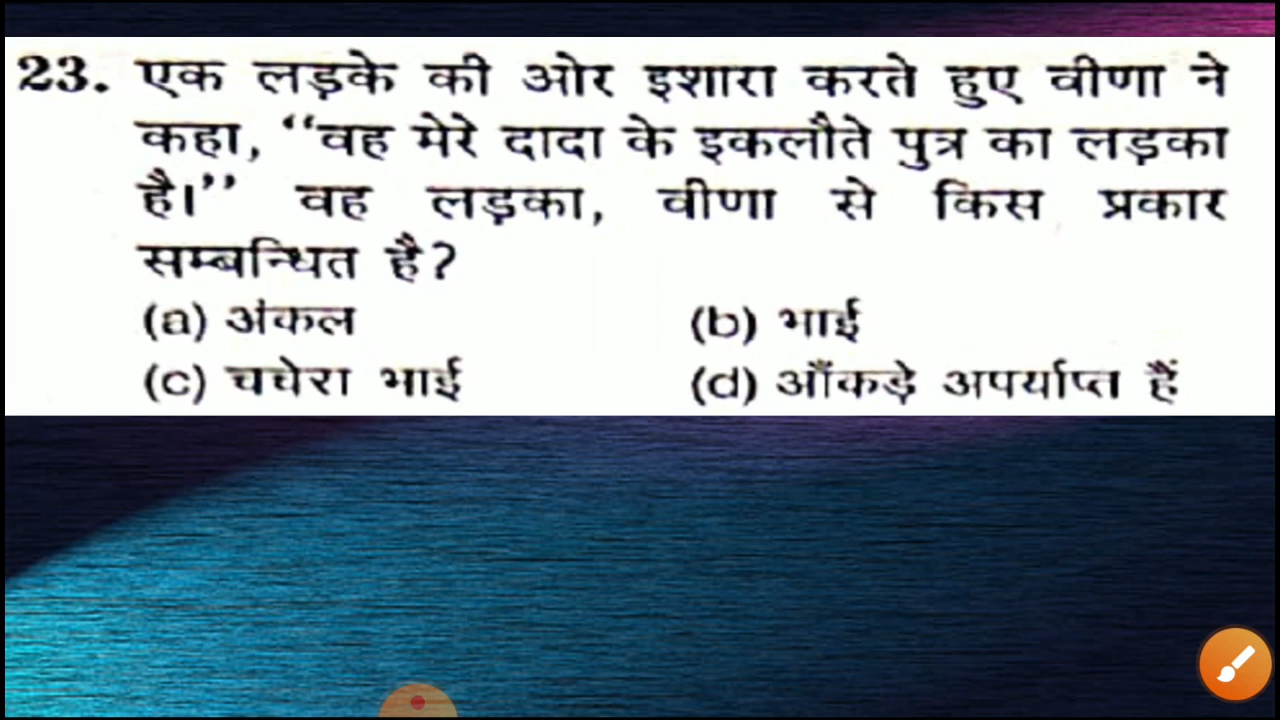 23. एक लड़के की ओर इशारा करते हुए वीणा ने
कहा, “वह मेरे दादा के इकलौते पुत्र का लड़का
है।” वह लड़का, वीणा से किस प्रकार
सम्बन्धित है?
(a) अंकल (b) भाई
(c) चचेरा भाई (d) आँकड़े अपर्याप्त हैं